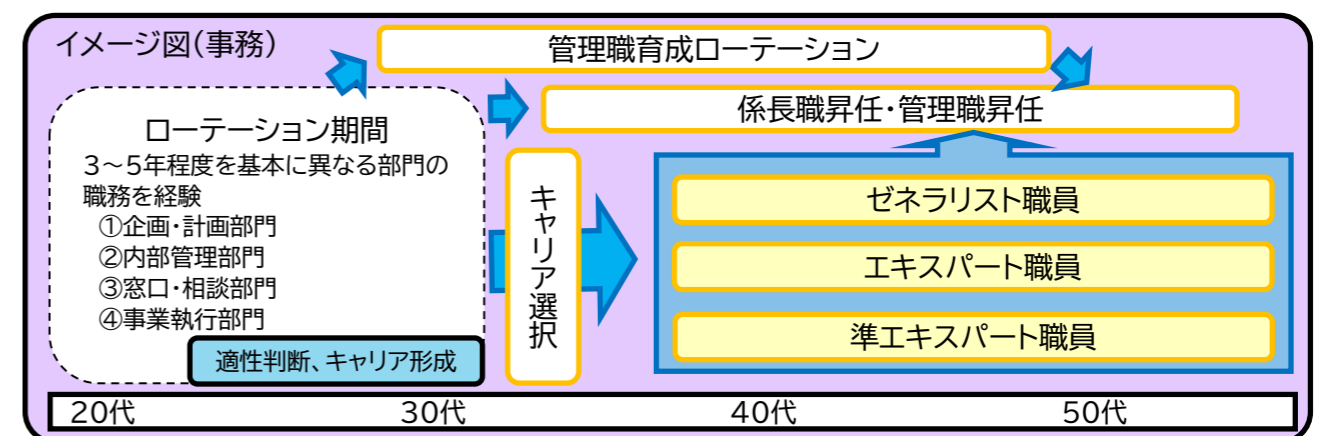 イメージ図(事務)
管理職育成ローテーション
係長職昇任・管理職昇任
ローテーション期間
3～5年程度を基本に異なる部門の
職務を経験
①企画・計画部門
②内部管理部門
③窓口・相談部門
④事業執行部門
適性判断、キャリア形成
キャリア選択
ゼネラリスト職員
エキスパート職員
準エキスパート職員
20代 30代 40代 50代